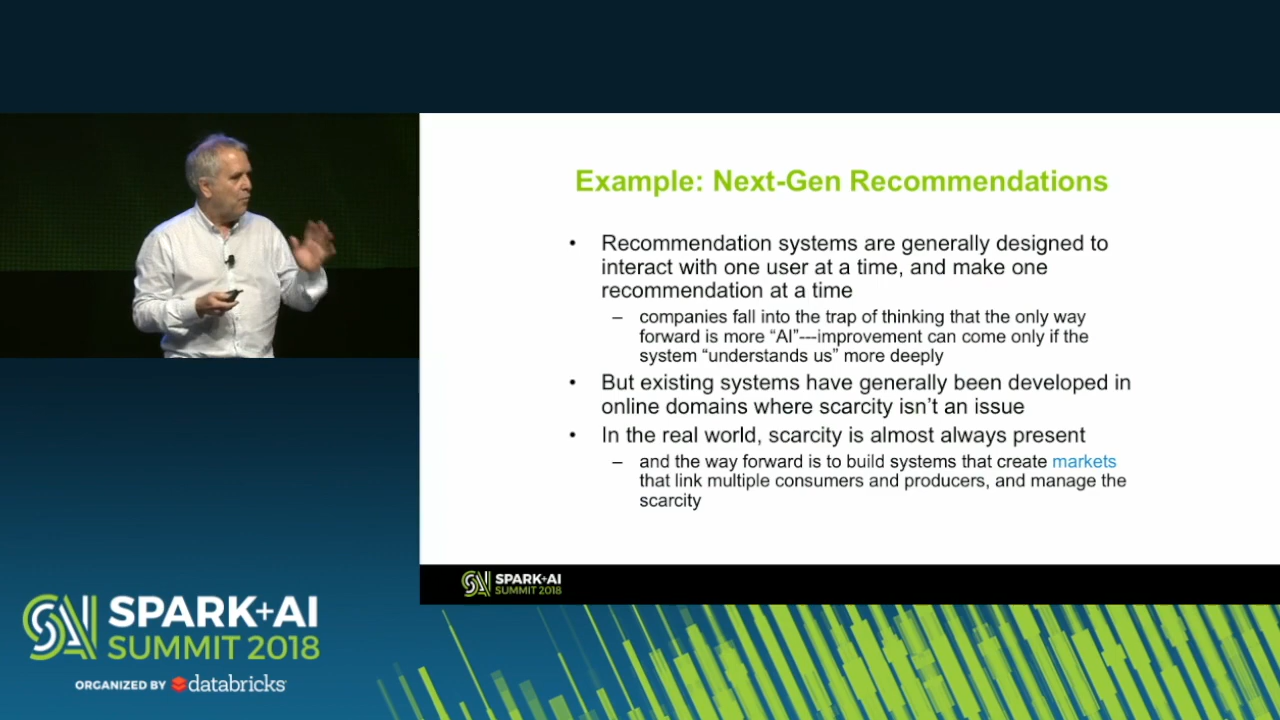 Example: Next-Gen Recommendations
• Recommendation systems are generally designed to
interact with one user at a time, and make one
recommendation at a time
– companies fall into the trap of thinking that the only way
forward is more “AI”---improvement can come only if the
system “understands us” more deeply
• But existing systems have generally been developed in
online domains where scarcity isn’t an issue
• In the real world, scarcity is almost always present
– and the way forward is to build systems that create markets
that link multiple consumers and producers, and manage the
scarcity
SPARK+AI
SUMMIT 2018
SPARK+AI
SUMMIT 2018
ORGANIZED BY databricks